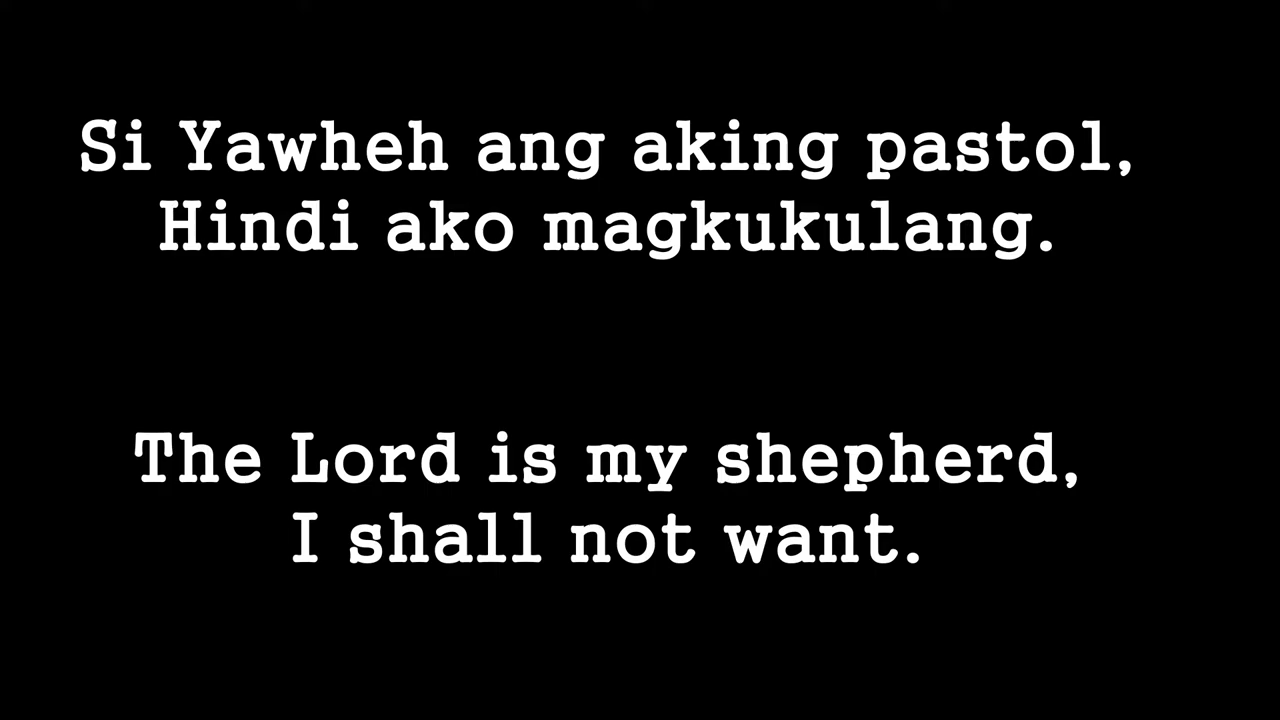 Si Yawheh ang aking pastol,
Hindi ako magkukulang.
The Lord is my shepherd,
I shall not want.